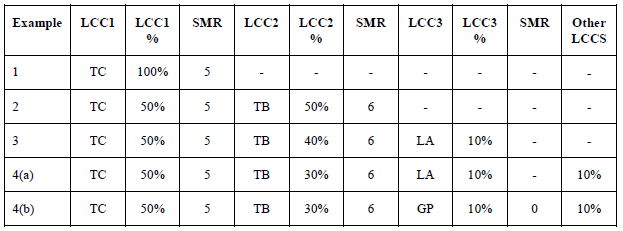 Example LCC1 LCC1 % SMR LCC2 LCC2 % SMR LCC3 LCC3 % SMR Other LCCS
1 TC 100% 5 - - - - - - -
2 TC 50% 5 TB 50% 6 - - - -
3 TC 50% 5 TB 40% 6 LA 10% - -
4(a) TC 50% 5 TB 30% 6 LA 10% - 10%
4(b) TC 50% 5 TB 30% 6 GP 10% 0 10%